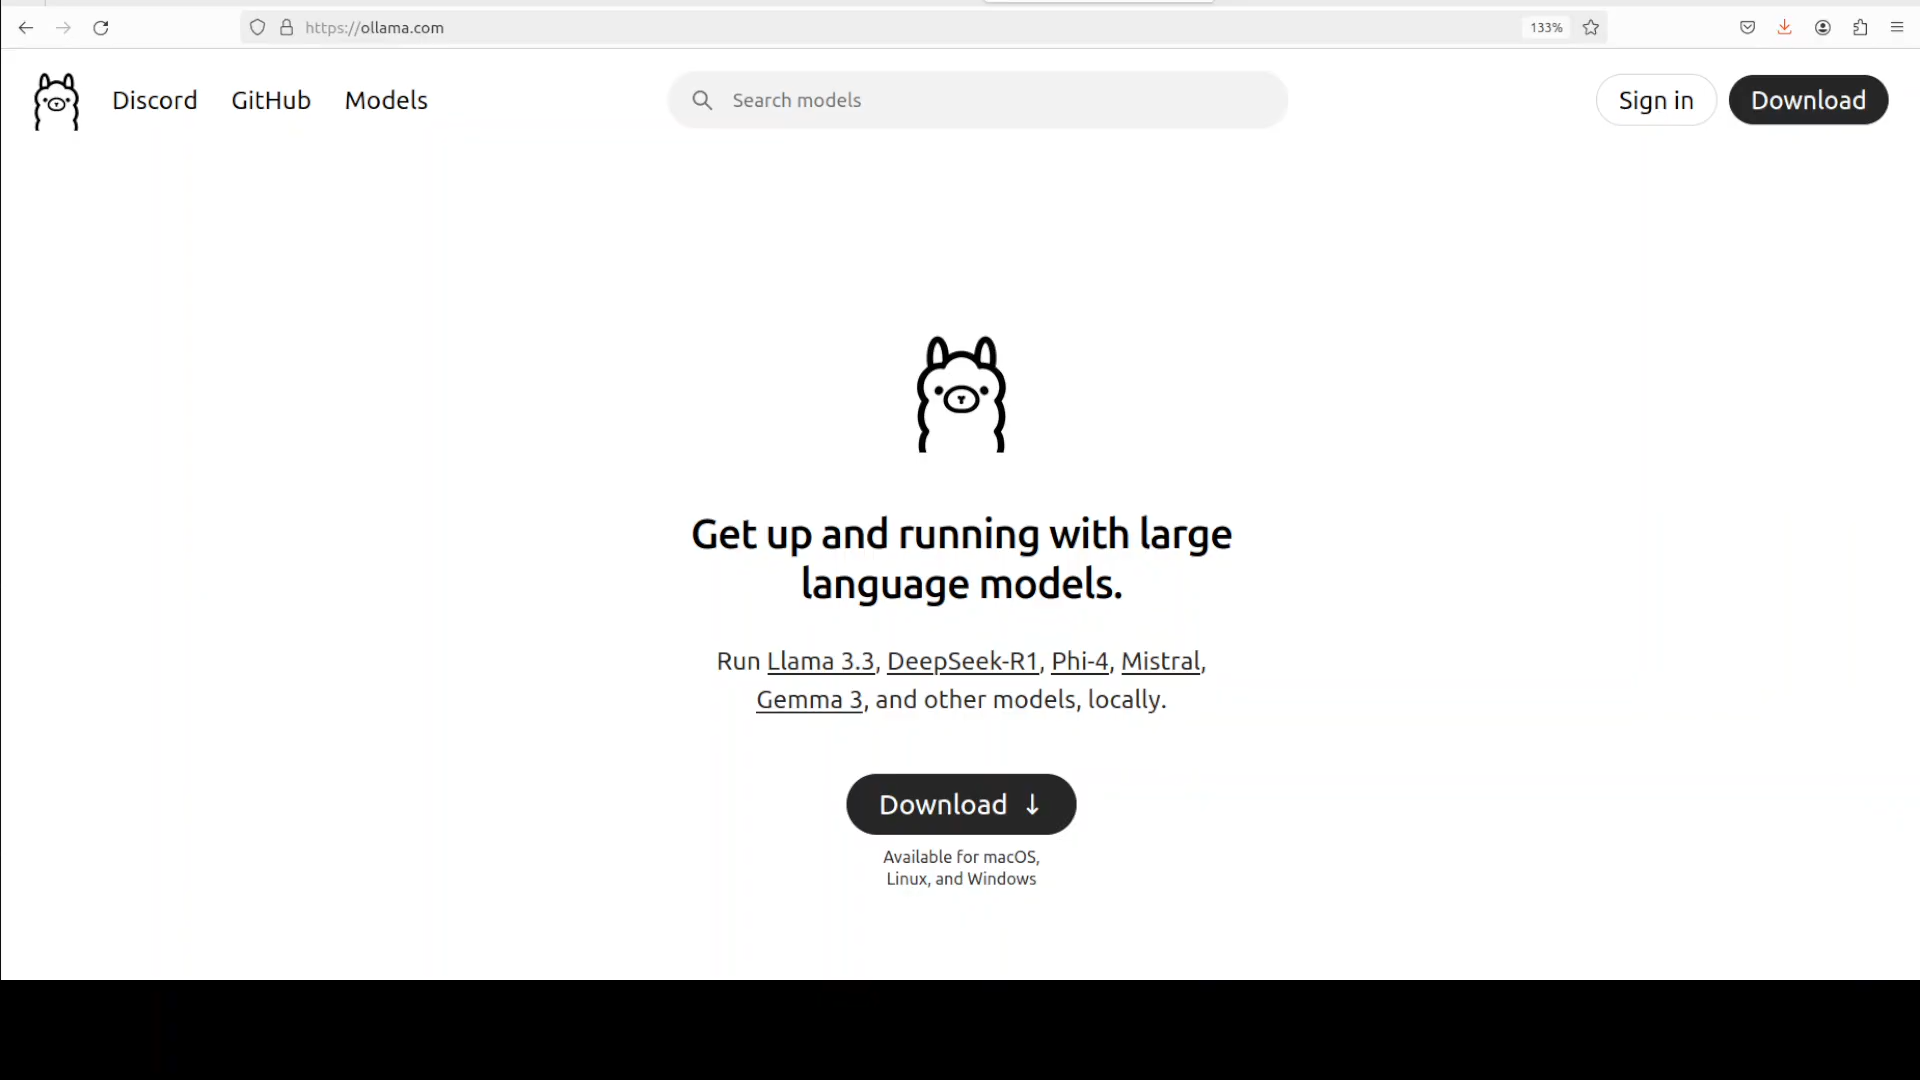 https://ollama.com
133%
Discord
GitHub
Models
Search models
Sign in
Download
Get up and running with large
language models.
Run Llama 3.3, DeepSeek-R1, Phi-4, Mistral,
Gemma 3, and other models, locally.
Download ↓
Available for macOS,
Linux, and Windows